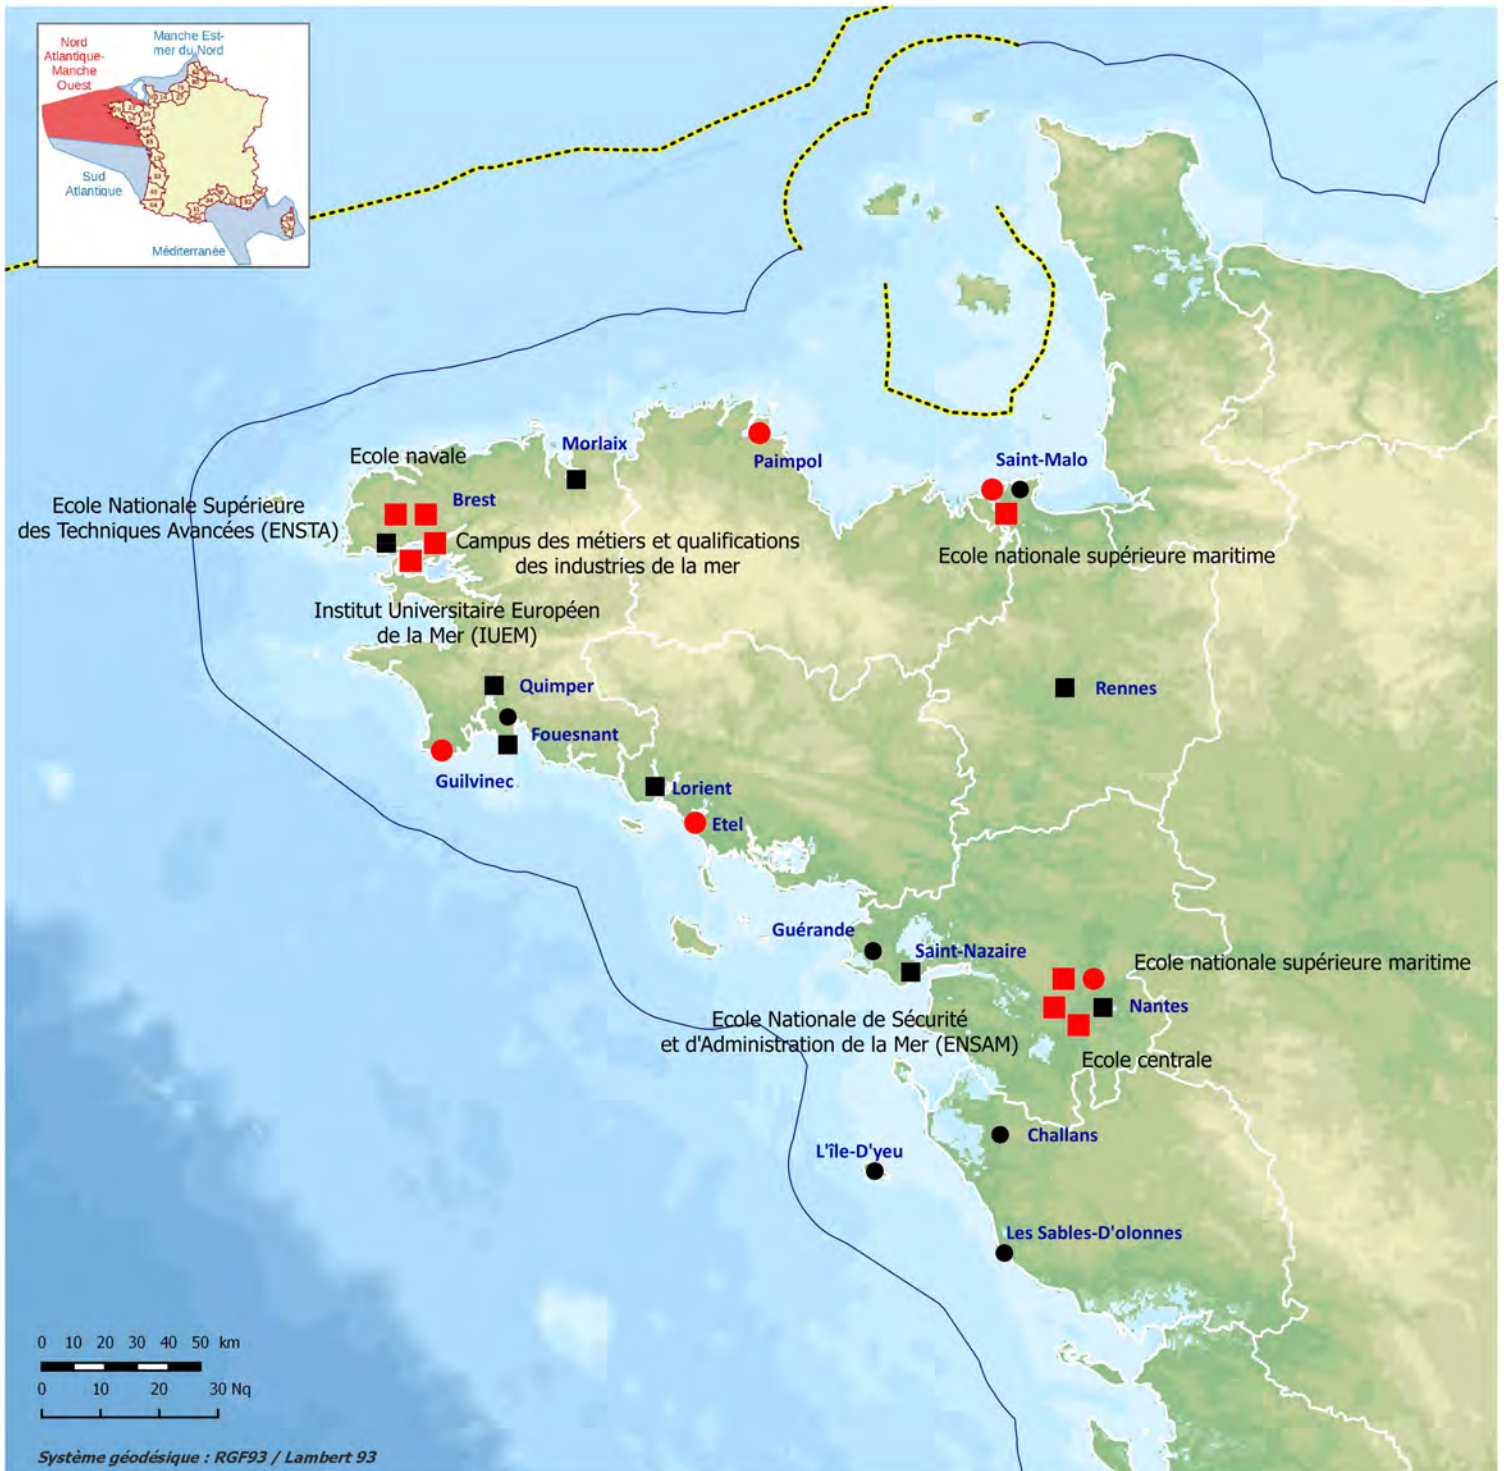 Nord
Atlantique-
Manche
Ouest
Manche Est-
mer du Nord
Sud
Atlantique
Méditerranée
Ecole navale
Morlaix
Paimpol
Saint-Malo
Ecole Nationale Supérieure
des Techniques Avancées (ENSTA)
Brest
Campus des métiers et qualifications
des industries de la mer
Ecole nationale supérieure maritime
Institut Universitaire Européen
de la Mer (IUEM)
Quimper
Rennes
Fouesnant
Guilvinec
Lorient
Etel
Guérande
Saint-Nazaire
Ecole nationale supérieure maritime
Nantes
Ecole Nationale de Sécurité
et d'Administration de la Mer (ENSAM)
Ecole centrale
Challans
L'île-D'yeu
Les Sables-D'olonnes
0 10 20 30 40 50 km
0 10 20 30 Nq
Système géodésique : RGF93 / Lambert 93